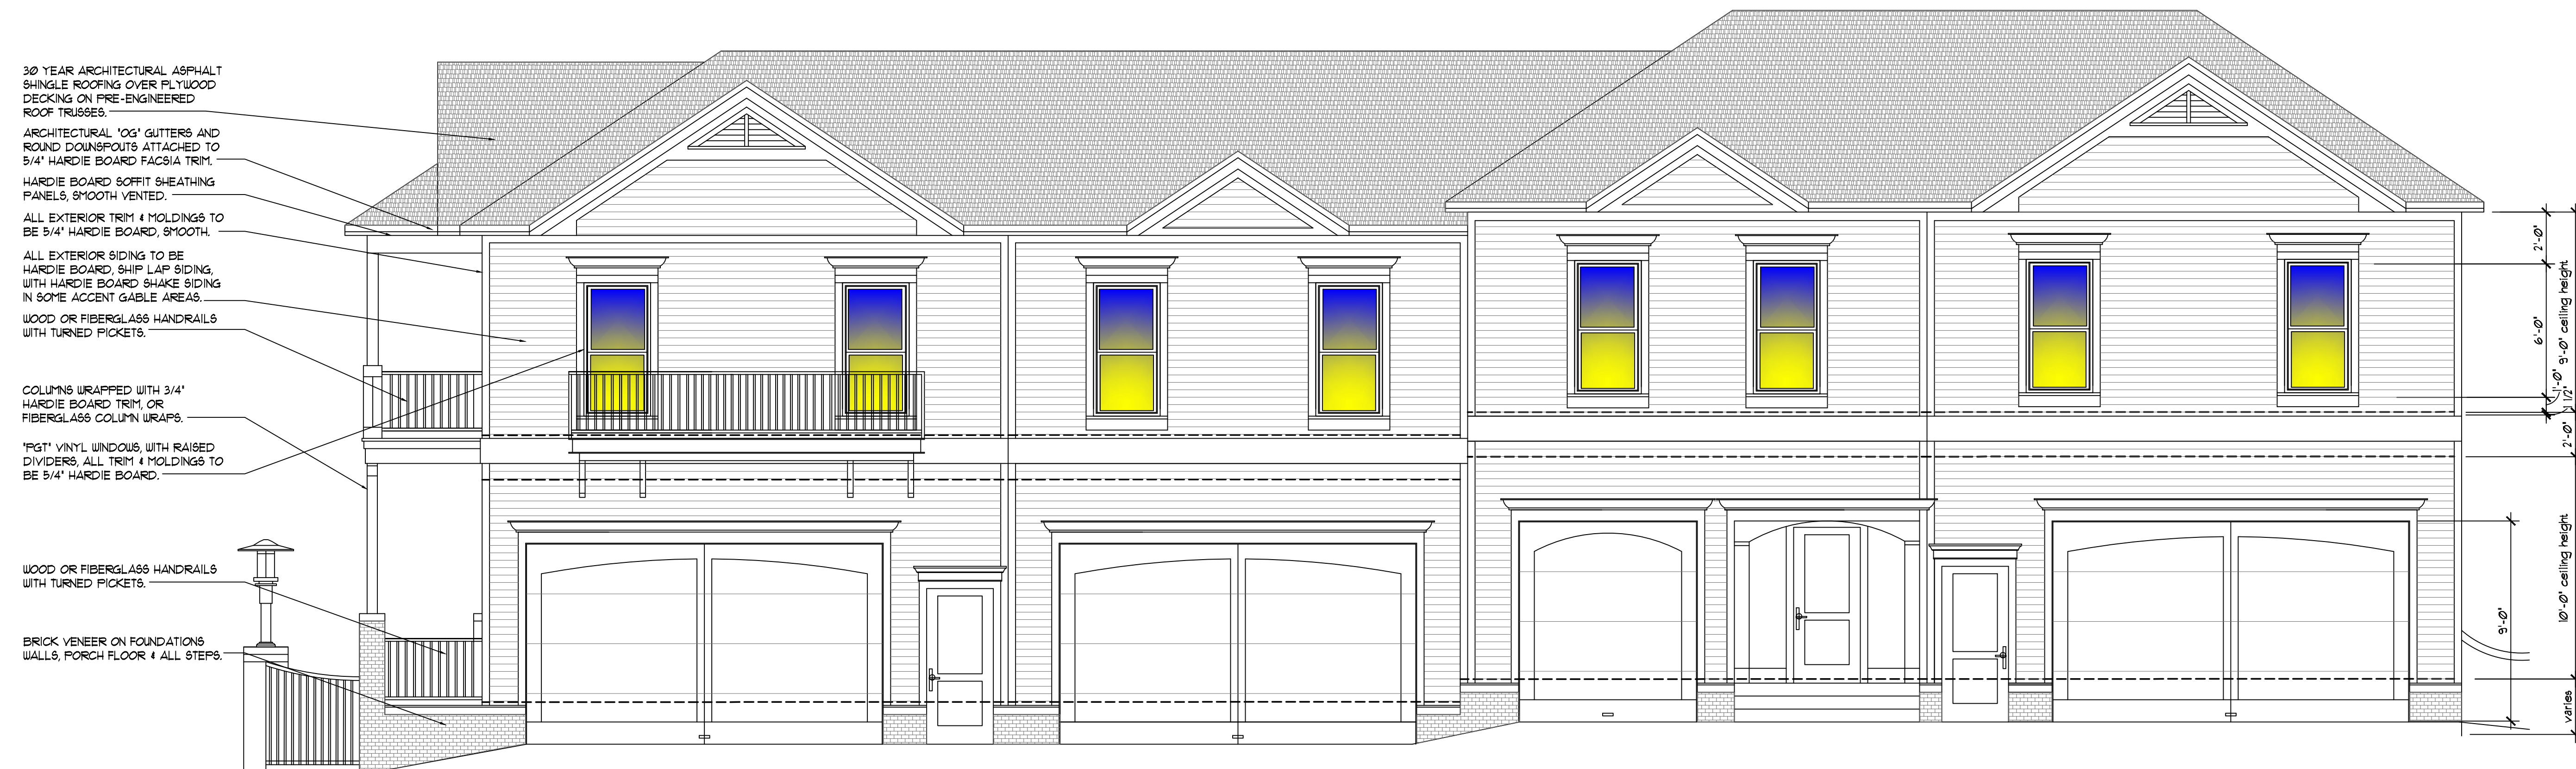 30 YEAR ARCHITECTURAL ASPHALT
SHINGLE ROOFING OVER PLYWOOD
DECKING ON PRE-ENGINEERED
ROOF TRUSSES.
ARCHITECTURAL "OG" GUTTERS AND
ROUND DOWNSPOUTS ATTACHED TO
5/4" HARDIE BOARD FACSIA TRIM.
HARDIE BOARD SOFFIT SHEATHING
PANELS, SMOOTH VENTED.
ALL EXTERIOR TRIM & MOLDINGS TO
BE 5/4" HARDIE BOARD, SMOOTH.
ALL EXTERIOR SIDING TO BE
HARDIE BOARD, SHIP LAP SIDING,
WITH HARDIE BOARD SHAKE SIDING
IN SOME ACCENT GABLE AREAS.
WOOD OR FIBERGLASS HANDRAILS
WITH TURNED PICKETS.
COLUMNS WRAPPED WITH 3/4"
HARDIE BOARD TRIM, OR
FIBERGLASS COLUMN WRAPS.
"PGT" VINYL WINDOWS, WITH RAISED
DIVIDERS, ALL TRIM & MOLDINGS TO
BE 5/4" HARDIE BOARD.
WOOD OR FIBERGLASS HANDRAILS
WITH TURNED PICKETS.
BRICK VENEER ON FOUNDATIONS
WALLS, PORCH FLOOR & ALL STEPS.
2'-0"
6'-0"
9'-0" ceiling height
1'-0"
1 1/2"
2'-0"
10'-0" ceiling height
9'-0"
varies